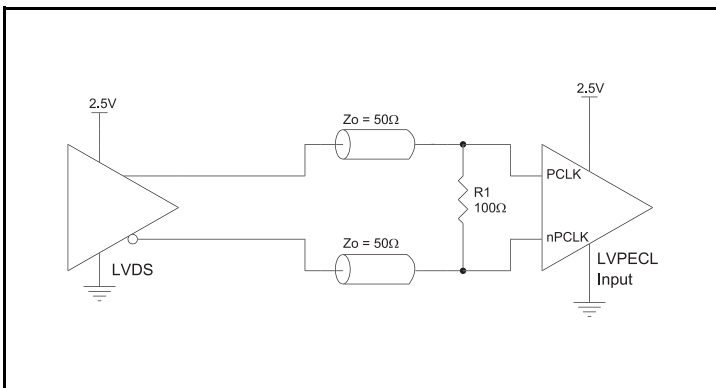 2.5V
2.5V
Zo = 50Ω
PCLK
R1
100Ω
nPCLK
Zo = 50Ω
LVDS
LVPECL
Input